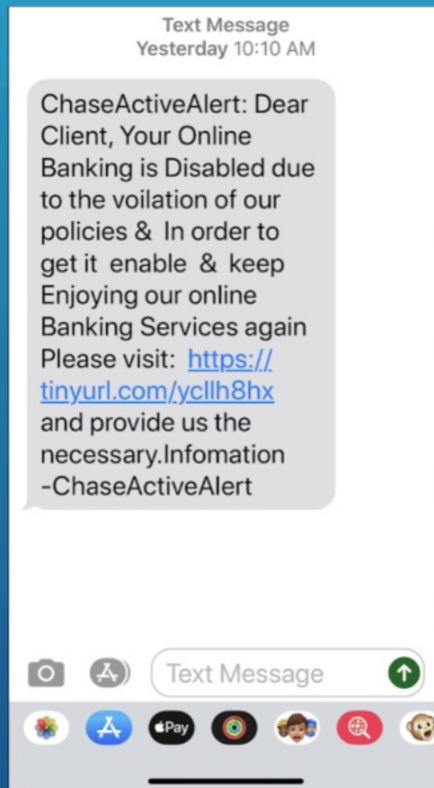 Text Message
Yesterday 10:10 AM
ChaseActiveAlert: Dear
Client, Your Online
Banking is Disabled due
to the voilation of our
policies & In order to
get it enable & keep
Enjoying our online
Banking Services again
Please visit: https://
tinyurl.com/ycllh8hx
and provide us the
necessary.Infomation
-ChaseActiveAlert
Text Message
Pay